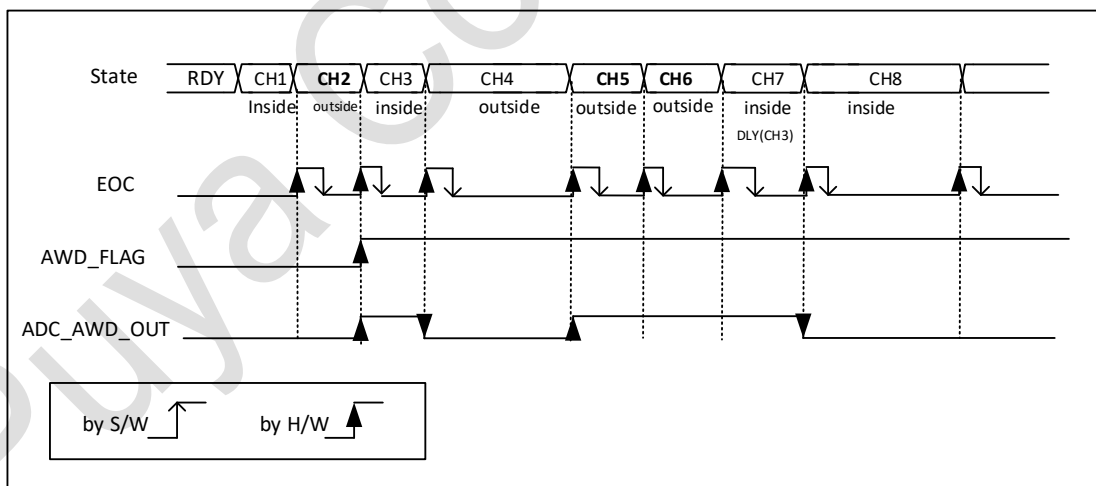 State RDY CH1 CH2 CH3 CH4 CH5 CH6 CH7 CH8
Inside outside inside outside outside outside inside inside
DLY(CH3)
EOC
AWD_FLAG
ADC_AWD_OUT
by S/W by H/W